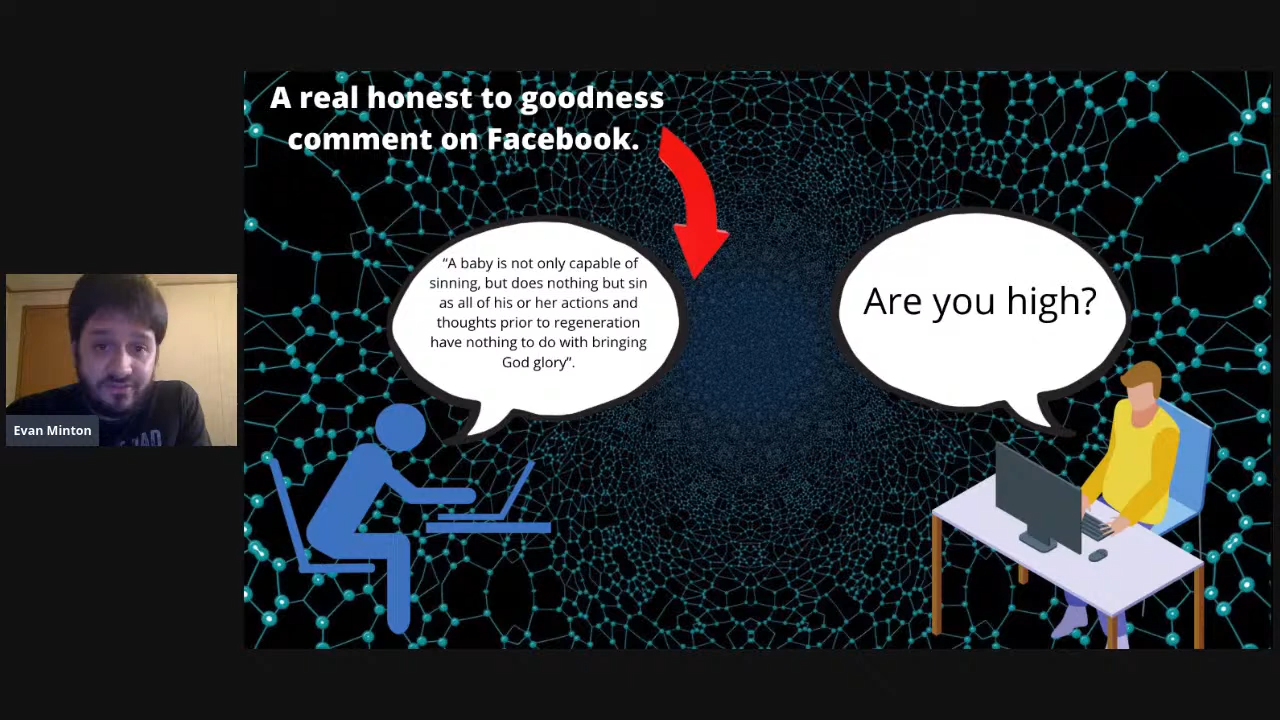 A real honest to goodness
comment on Facebook.
“A baby is not only capable of
sinning, but does nothing but sin
as all of his or her actions and
thoughts prior to regeneration
have nothing to do with bringing
God glory”.
Are you high?
Evan Minton